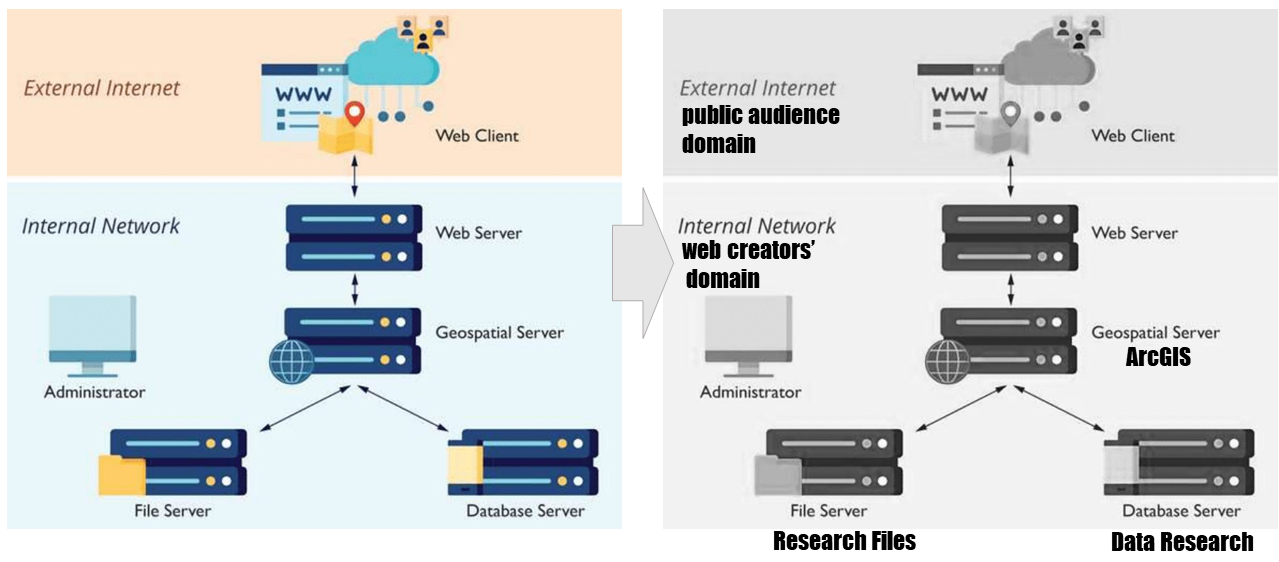 External Internet
WWW
Web Client
Internal Network
Web Server
Geospatial Server
Administrator
File Server
Database Server
External Internet
public audience
domain
WWW
Web Client
Internal Network
web creators’
domain
Web Server
Geospatial Server
ArcGIS
Administrator
File Server
Database Server
Research Files
Data Research